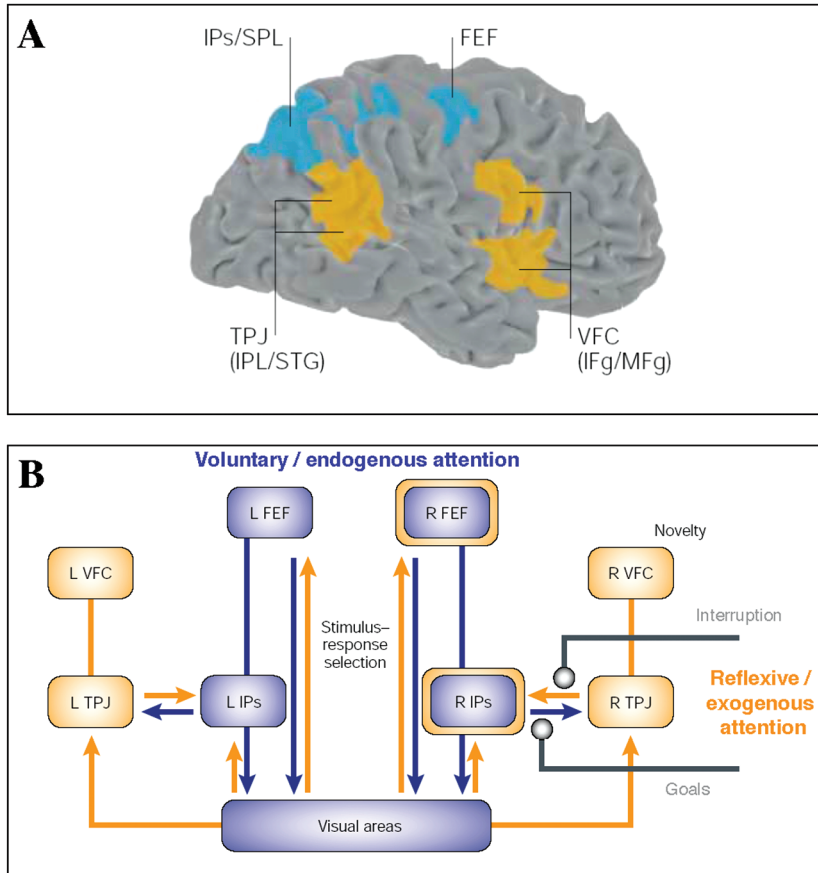 A
IPs/SPL
FEF
TPJ
(IPL/STG)
VFC
(IFg/MFg)
B
Voluntary / endogenous attention
L FEF
R FEF
Novelty
L VFC
R VFC
Interruption
Stimulus–
response
selection
L TPJ
L IPs
R IPs
R TPJ
Reflexive /
exogenous
attention
Goals
Visual areas